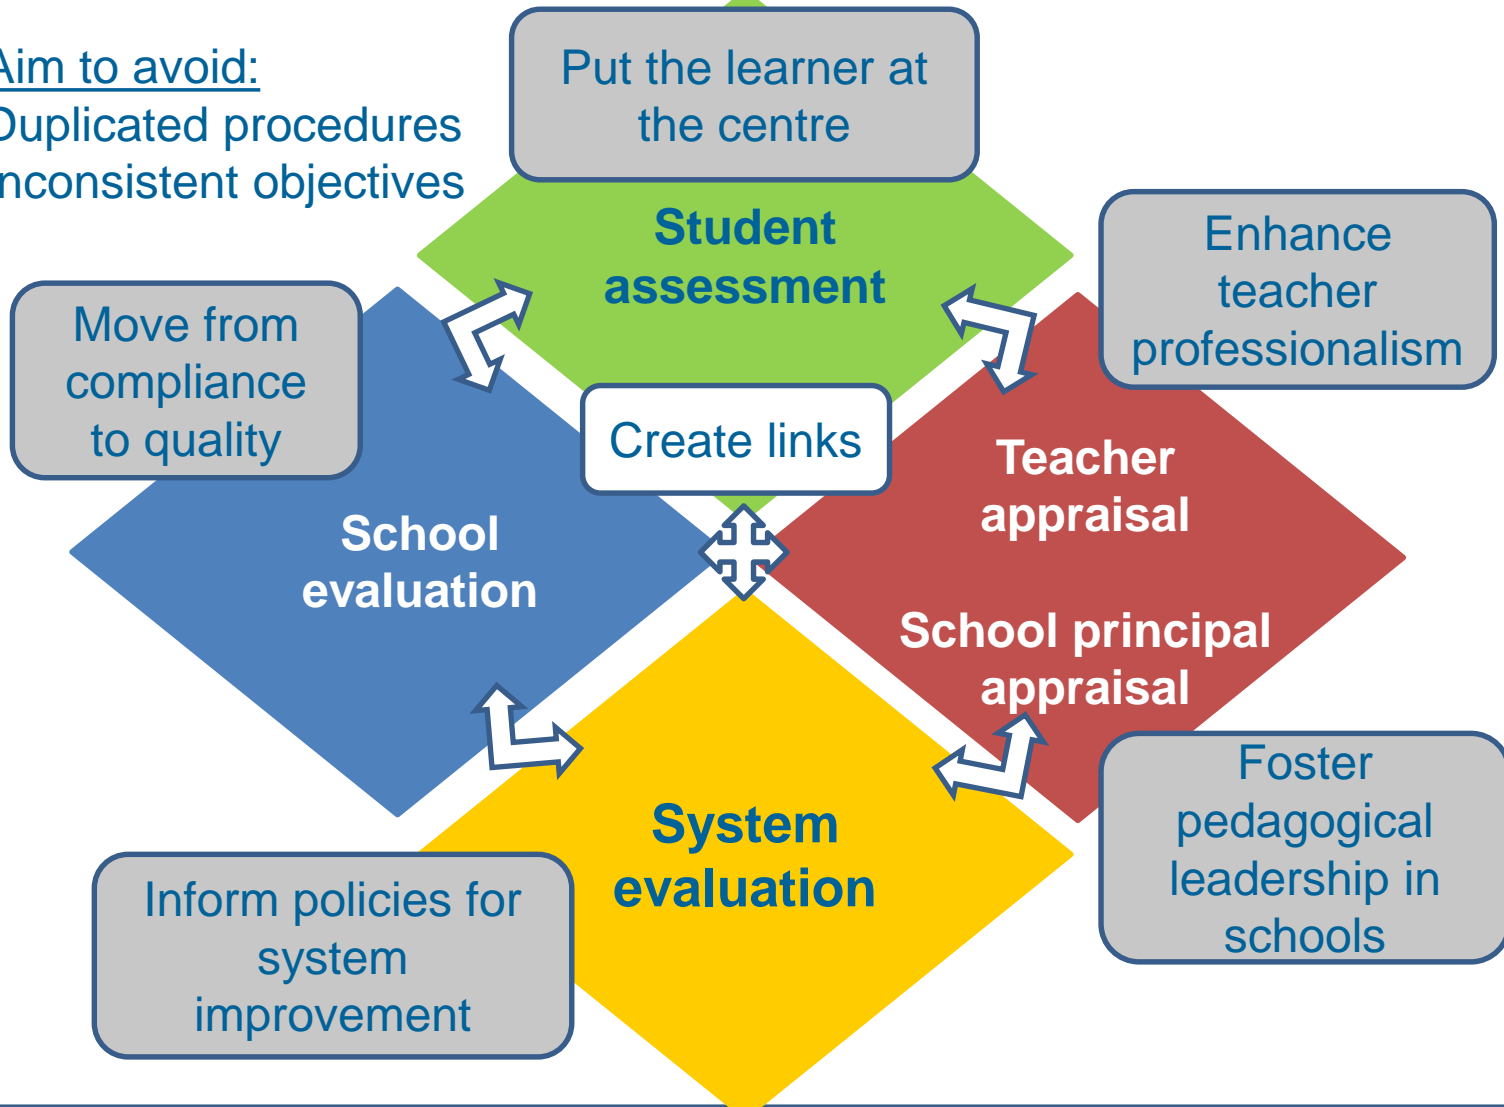 Aim to avoid:
Duplicated procedures
Inconsistent objectives
Put the learner at
the centre
Student
assessment
Enhance
teacher
professionalism
Move from
compliance
to quality
Create links
Teacher
appraisal
School
evaluation
School principal
appraisal
System
evaluation
Foster
pedagogical
leadership in
schools
Inform policies for
system
improvement